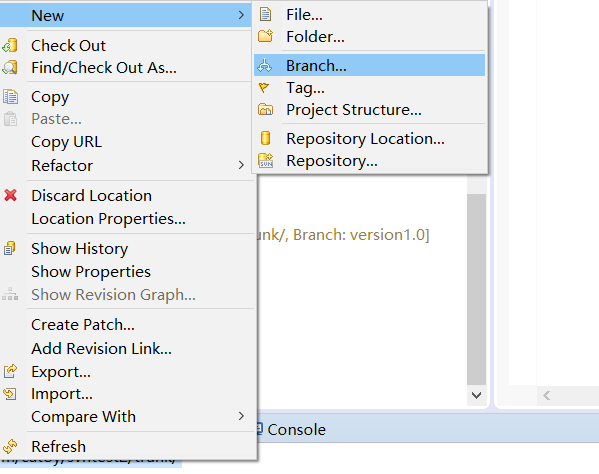 New
File...
Folder...
Branch...
Tag...
Project Structure...
Repository Location...
Repository...
Check Out
Find/Check Out As...
Copy
Paste...
Copy URL
Refactor
Discard Location
Location Properties...
unk/, Branch: version1.0]
Show History
Show Properties
Show Revision Graph...
Create Patch...
Add Revision Link...
Export...
Import...
Compare With
Console
Refresh